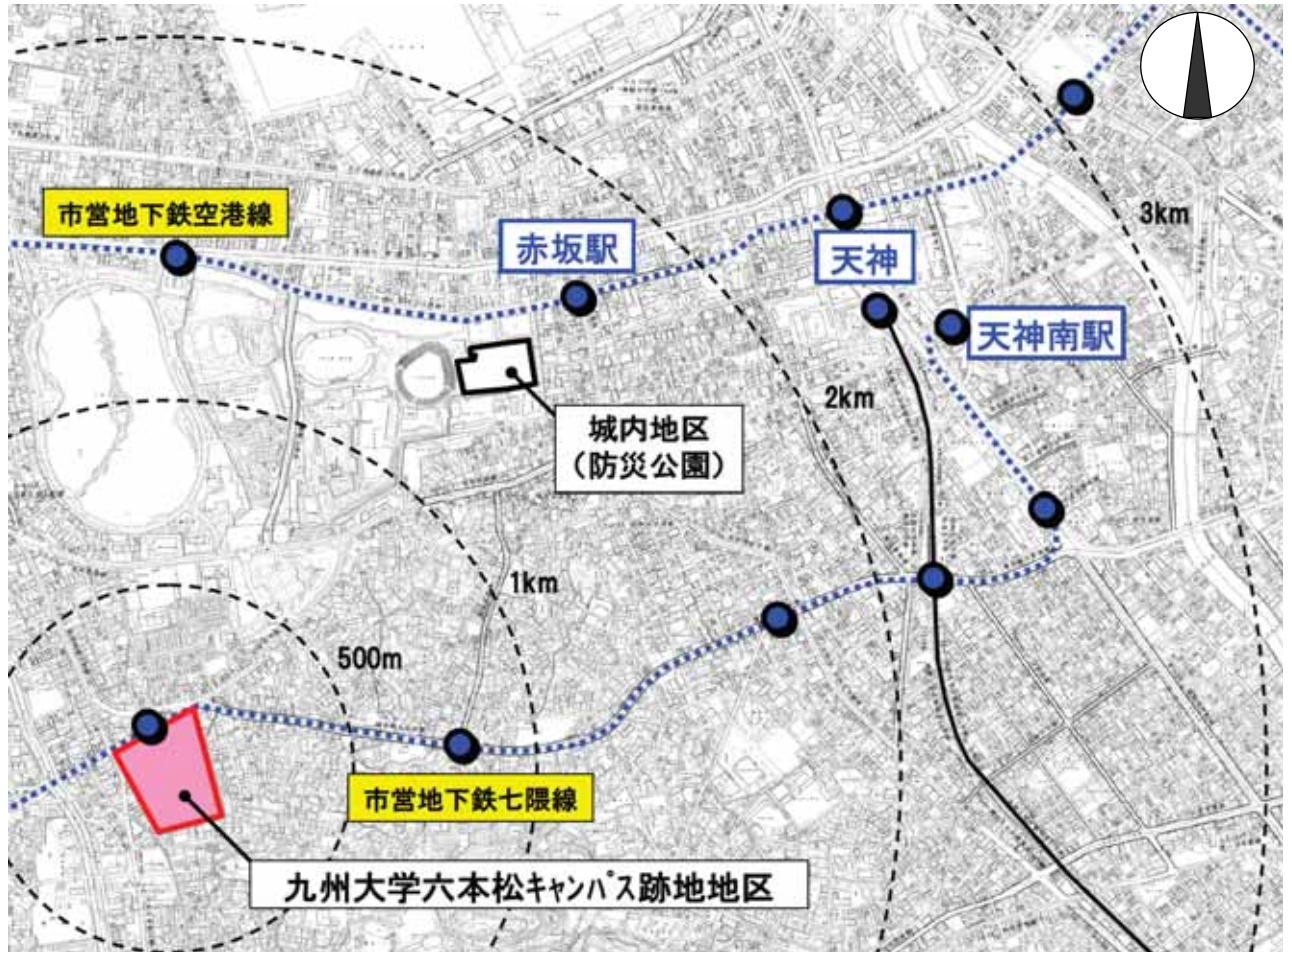 市営地下鉄空港線
赤坂駅
天神
3km
天神南駅
2km
城内地区
（防災公園）
1km
500m
市営地下鉄七隈線
九州大学六本松ｷｬﾝﾊﾟｽ跡地地区